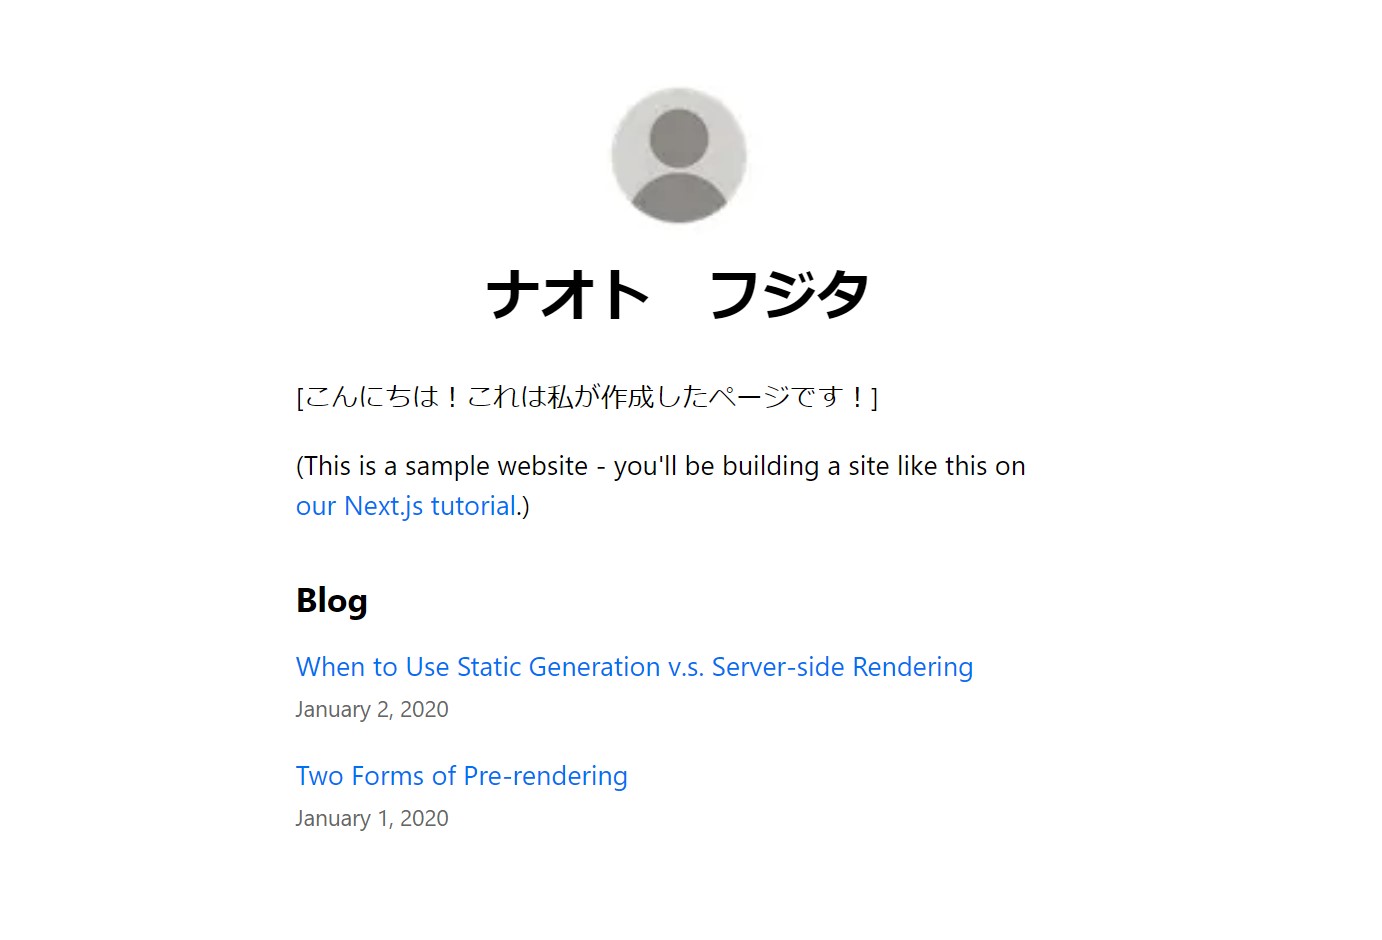 ナオト　フジタ
[こんにちは！これは私が作成したページです！]
(This is a sample website - you'll be building a site like this on
our Next.js tutorial.)
Blog
When to Use Static Generation v.s. Server-side Rendering
January 2, 2020
Two Forms of Pre-rendering
January 1, 2020